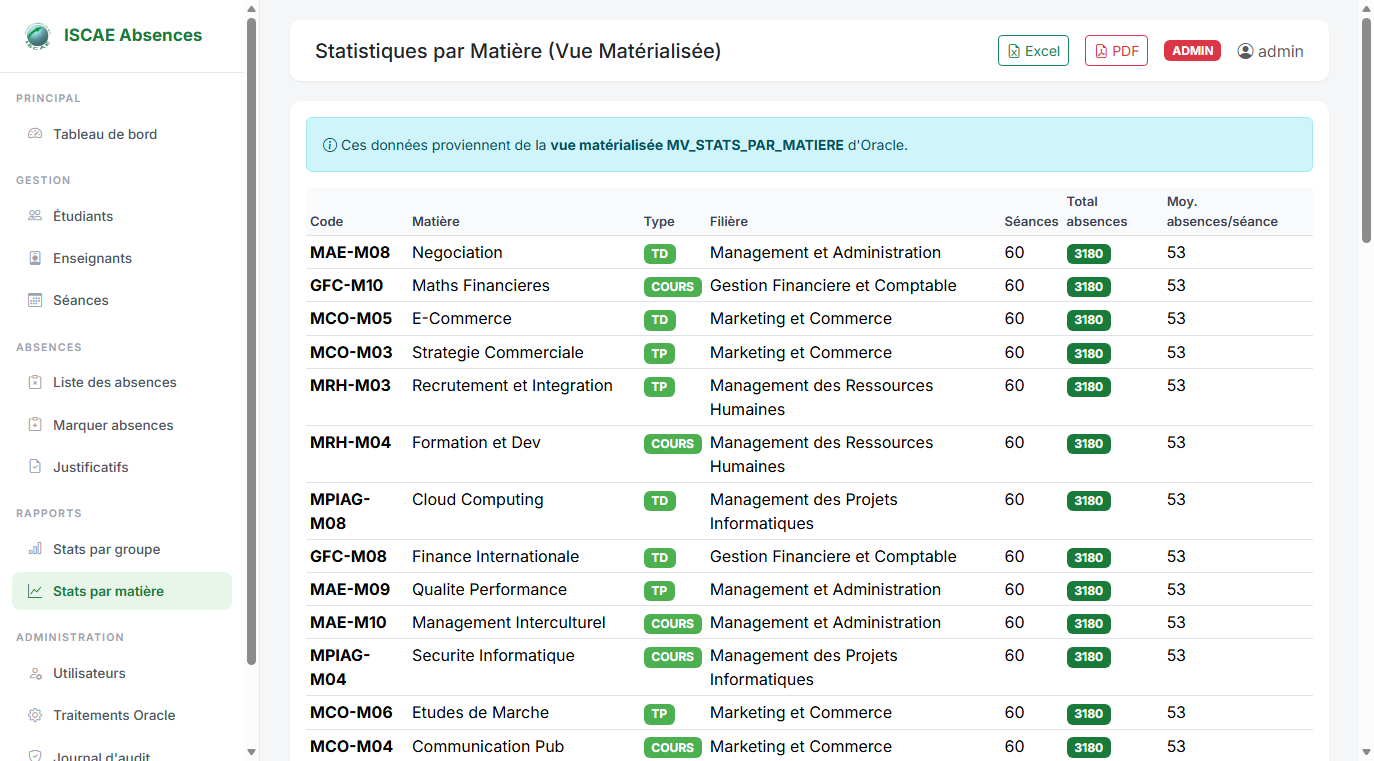 ISCAE Absences
PRINCIPAL
Tableau de bord
GESTION
Étudiants
Enseignants
Séances
ABSENCES
Liste des absences
Marquer absences
Justificatifs
RAPPORTS
Stats par groupe
Stats par matière
ADMINISTRATION
Utilisateurs
Traitements Oracle
Journal d'audit
Statistiques par Matière (Vue Matérialisée)
Excel
PDF
ADMIN
admin
Ces données proviennent de la vue matérialisée MV_STATS_PAR_MATIERE d'Oracle.
Code Matière Type Filière Séances Total absences Moy. absences/séance
MAE-M08 Negociation TD Management et Administration 60 3180 53
GFC-M10 Maths Financieres COURS Gestion Financiere et Comptable 60 3180 53
MCO-M05 E-Commerce TD Marketing et Commerce 60 3180 53
MCO-M03 Strategie Commerciale TP Marketing et Commerce 60 3180 53
MRH-M03 Recrutement et Integration TP Management des Ressources Humaines 60 3180 53
MRH-M04 Formation et Dev COURS Management des Ressources Humaines 60 3180 53
MPIAG-M08 Cloud Computing TD Management des Projets Informatiques 60 3180 53
GFC-M08 Finance Internationale TD Gestion Financiere et Comptable 60 3180 53
MAE-M09 Qualite Performance TP Management et Administration 60 3180 53
MAE-M10 Management Interculturel COURS Management et Administration 60 3180 53
MPIAG-M04 Securite Informatique COURS Management des Projets Informatiques 60 3180 53
MCO-M06 Etudes de Marche TP Marketing et Commerce 60 3180 53
MCO-M04 Communication Pub COURS Marketing et Commerce 60 3180 53